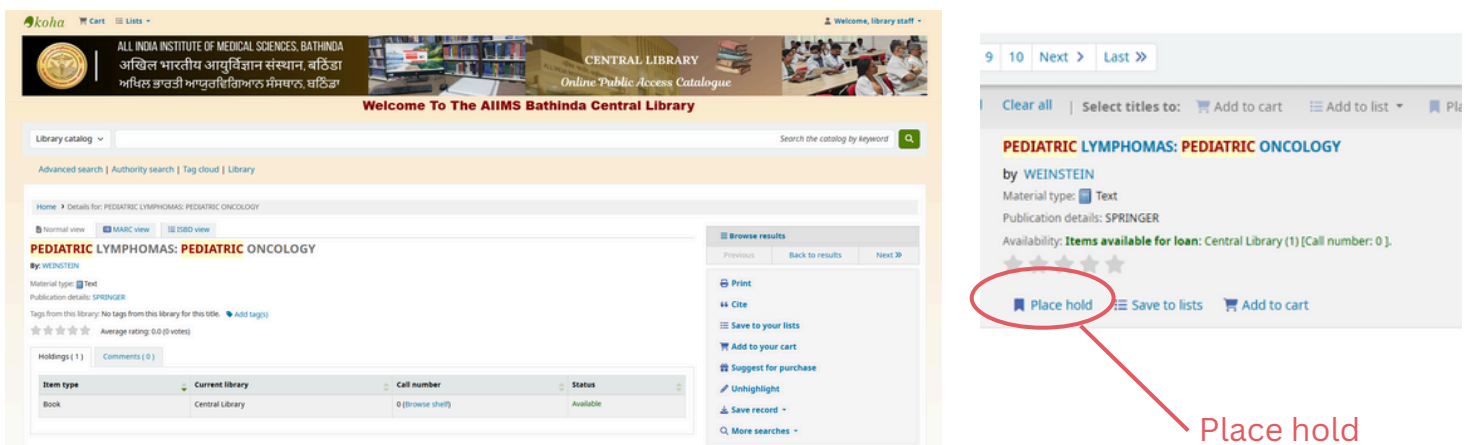 koha Cart Lists Welcome, library staff
ALL INDIA INSTITUTE OF MEDICAL SCIENCES, BATHINDA
अखिल भारतीय आयुर्विज्ञान संस्थान, बठिंडा
ਅਖਿਲ ਭਾਰਤੀ ਆਯੁਰਵਿਗਿਆਨ ਸੰਸਥਾਨ, ਬਠਿੰਡਾ
CENTRAL LIBRARY
Online Public Access Catalogue
Welcome To The AIIMS Bathinda Central Library
Library catalog Search the catalog by keyword
Advanced search | Authority search | Tag cloud | Library
Home > Details for: PEDIATRIC LYMPHOMAS: PEDIATRIC ONCOLOGY
Normal view MARC view ISBD view
PEDIATRIC LYMPHOMAS: PEDIATRIC ONCOLOGY
By: WEINSTEIN
Material type: Text
Publication details: SPRINGER
Tags from this library: No tags from this library for this title. Add tag(s)
Average rating: 0.0 (0 votes)
Holdings ( 1 ) Comments ( 0 )
Item type Current library Call number Status
Book Central Library 0 (Browse shelf) Available
Browse results
Previous Back to results Next »
Print
Cite
Save to your lists
Add to your cart
Suggest for purchase
Unhighlight
Save record
More searches
9 10 Next > Last »
Clear all | Select titles to: Add to cart Add to list Pla
PEDIATRIC LYMPHOMAS: PEDIATRIC ONCOLOGY
by WEINSTEIN
Material type: Text
Publication details: SPRINGER
Availability: Items available for loan: Central Library (1) [Call number: 0 ].
Place hold Save to lists Add to cart
Place hold